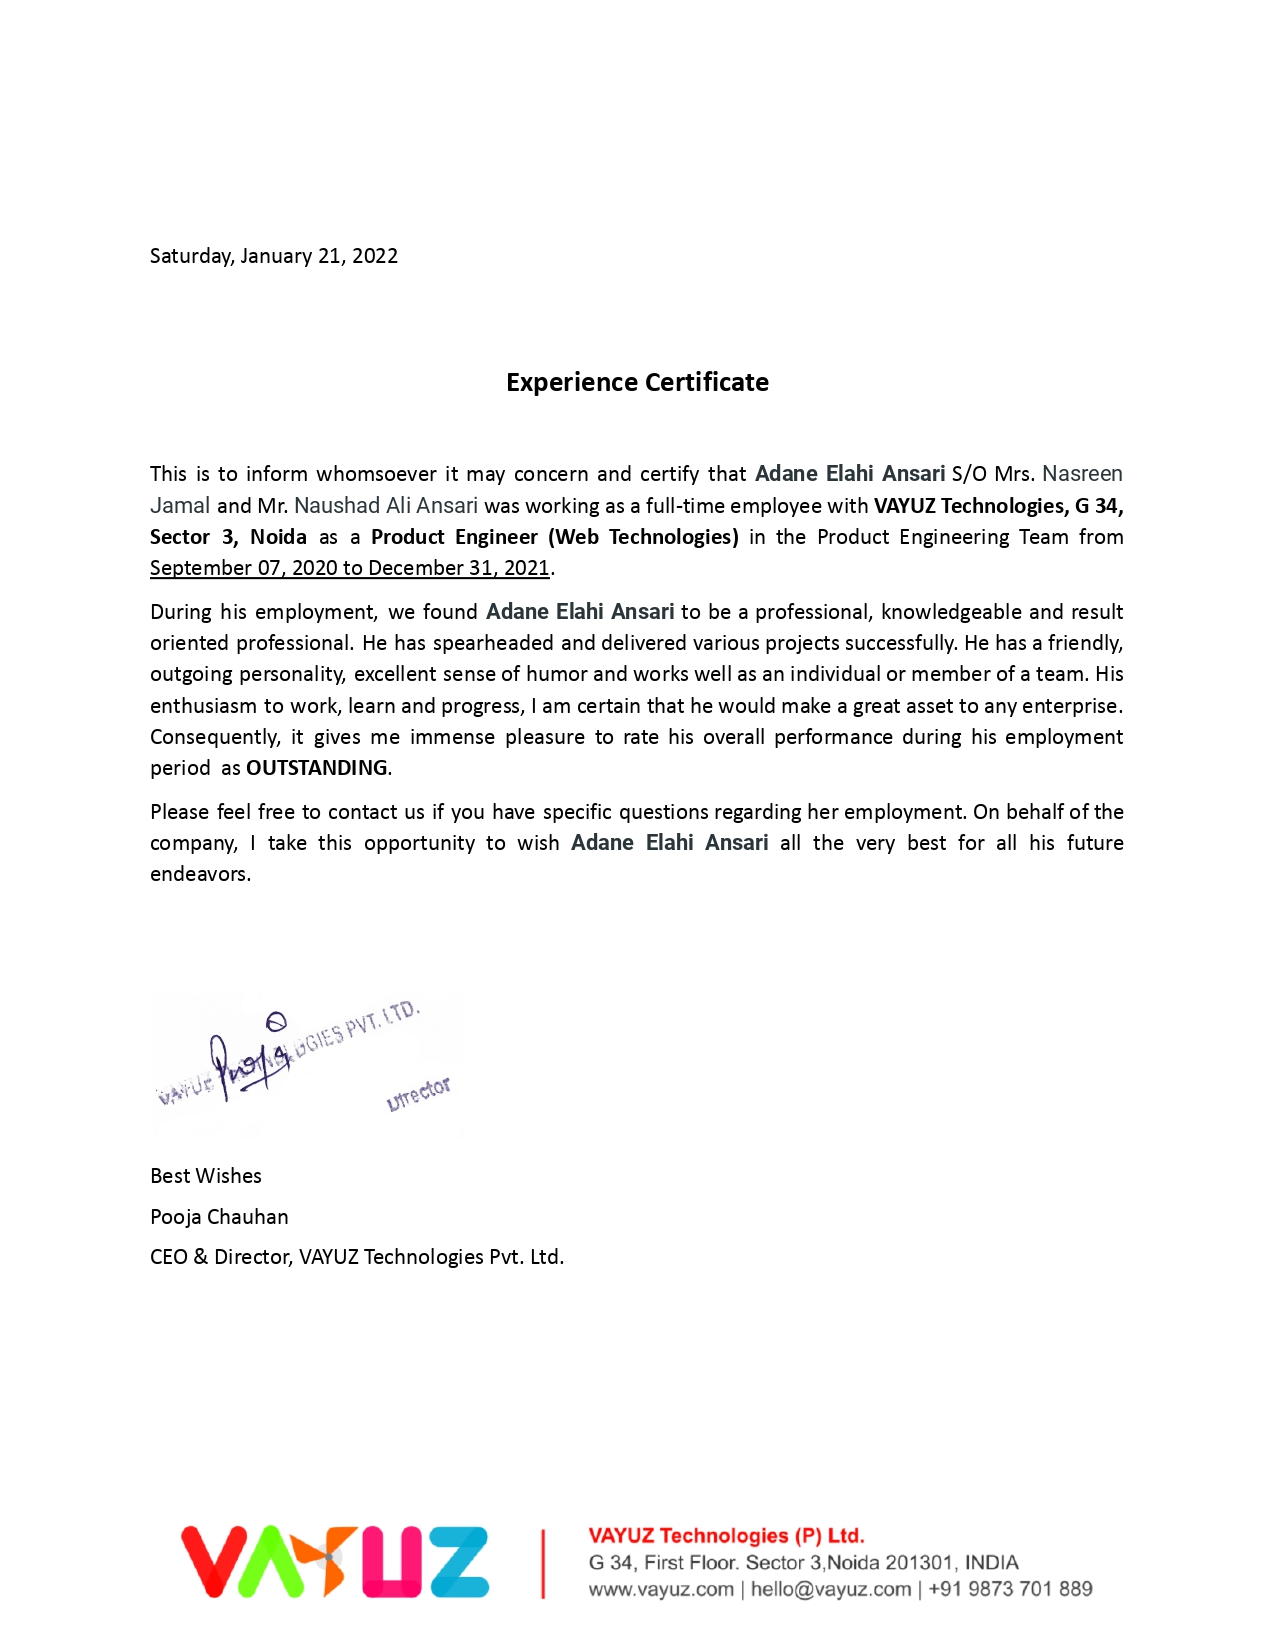 Saturday, January 21, 2022
Experience Certificate
This is to inform whomsoever it may concern and certify that Adane Elahi Ansari S/O Mrs. Nasreen
Jamal and Mr. Naushad Ali Ansari was working as a full-time employee with VAYUZ Technologies, G 34,
Sector 3, Noida as a Product Engineer (Web Technologies) in the Product Engineering Team from
September 07, 2020 to December 31, 2021.
During his employment, we found Adane Elahi Ansari to be a professional, knowledgeable and result
oriented professional. He has spearheaded and delivered various projects successfully. He has a friendly,
outgoing personality, excellent sense of humor and works well as an individual or member of a team. His
enthusiasm to work, learn and progress, I am certain that he would make a great asset to any enterprise.
Consequently, it gives me immense pleasure to rate his overall performance during his employment
period as OUTSTANDING.
Please feel free to contact us if you have specific questions regarding her employment. On behalf of the
company, I take this opportunity to wish Adane Elahi Ansari all the very best for all his future
endeavors.
VAYUZ TECHNOLOGIES PVT. LTD.
Pooja
Director
Best Wishes
Pooja Chauhan
CEO & Director, VAYUZ Technologies Pvt. Ltd.
VAYUZ
VAYUZ Technologies (P) Ltd.
G 34, First Floor. Sector 3,Noida 201301, INDIA
www.vayuz.com | hello@vayuz.com | +91 9873 701 889